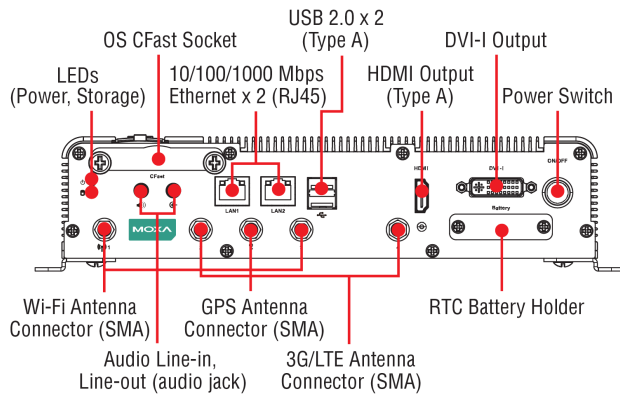 USB 2.0 x 2
(Type A)
OS CFast Socket
DVI-I Output
LEDs
(Power, Storage)
10/100/1000 Mbps
Ethernet x 2 (RJ45)
HDMI Output
(Type A)
Power Switch
CFast
HDMI
DVI-I
ON/OFF
LAN1
LAN2
Battery
MOXA
Wi-Fi Antenna
Connector (SMA)
GPS Antenna
Connector (SMA)
RTC Battery Holder
Audio Line-in,
Line-out (audio jack)
3G/LTE Antenna
Connector (SMA)